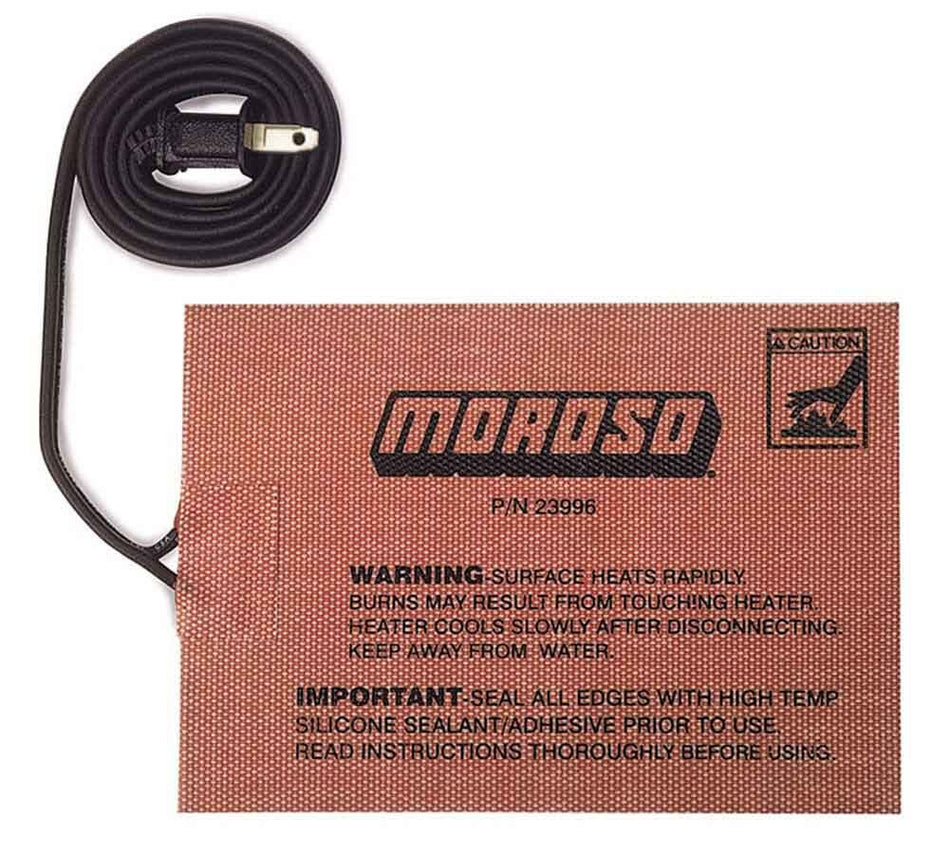 CAUTION
MOROSO
P/N 23996
WARNING-SURFACE HEATS RAPIDLY.
BURNS MAY RESULT FROM TOUCHING HEATER.
HEATER COOLS SLOWLY AFTER DISCONNECTING.
KEEP AWAY FROM WATER.
IMPORTANT-SEAL ALL EDGES WITH HIGH TEMP
SILICONE SEALANT/ADHESIVE PRIOR TO USE.
READ INSTRUCTIONS THOROUGHLY BEFORE USING.